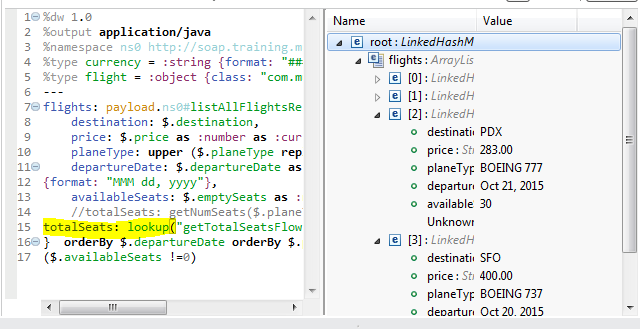 1 %dw 1.0
2 %output application/java
3 %namespace ns0 http://soap.training.m
4 %type currency = :string {format: "##
5 %type flight = :object {class: "com.m
6 ---
7 flights: payload.ns0#listAllFlightsRe
8 destination: $.destination,
9 price: $.price as :number as :cur
10 planeType: upper ($.planeType rep
11 departureDate: $.departureDate as
12 {format: "MMM dd, yyyy"},
13 availableSeats: $.emptySeats as :
14 //totalSeats: getNumSeats($.plane
15 totalSeats: lookup("getTotalSeatsFlow
16 } orderBy $.departureDate orderBy $.
17 ($.availableSeats !=0)
Name Value
root : LinkedHashM
flights : ArrayLis
[0] : LinkedH
[1] : LinkedH
[2] : LinkedH
destinatio PDX
price : Str 283.00
planeTyp BOEING 777
departure Oct 21, 2015
available 30
Unknown
[3] : LinkedH
destinatio SFO
price : Str 400.00
planeTyp BOEING 737
departure Oct 20, 2015